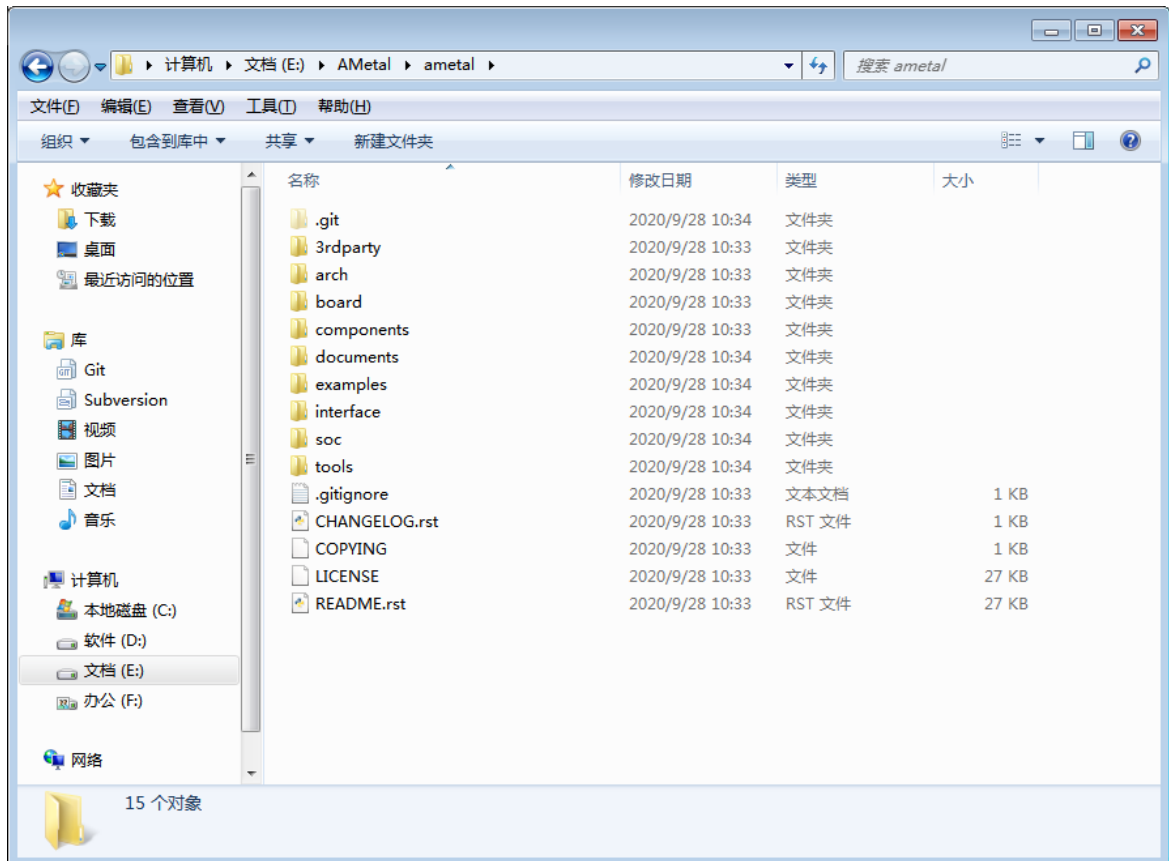 计算机 文档 (E:) AMetal ametal 搜索 ametal
文件(F) 编辑(E) 查看(V) 工具(T) 帮助(H)
组织 包含到库中 共享 新建文件夹
收藏夹
下载
桌面
最近访问的位置
库
Git
Subversion
视频
图片
文档
音乐
计算机
本地磁盘 (C:)
软件 (D:)
文档 (E:)
办公 (F:)
网络
名称 修改日期 类型 大小
.git 2020/9/28 10:34 文件夹
3rdparty 2020/9/28 10:33 文件夹
arch 2020/9/28 10:33 文件夹
board 2020/9/28 10:33 文件夹
components 2020/9/28 10:33 文件夹
documents 2020/9/28 10:34 文件夹
examples 2020/9/28 10:34 文件夹
interface 2020/9/28 10:34 文件夹
soc 2020/9/28 10:34 文件夹
tools 2020/9/28 10:34 文件夹
.gitignore 2020/9/28 10:33 文本文档 1 KB
CHANGELOG.rst 2020/9/28 10:33 RST 文件 1 KB
COPYING 2020/9/28 10:33 文件 1 KB
LICENSE 2020/9/28 10:33 文件 27 KB
README.rst 2020/9/28 10:33 RST 文件 27 KB
15 个对象